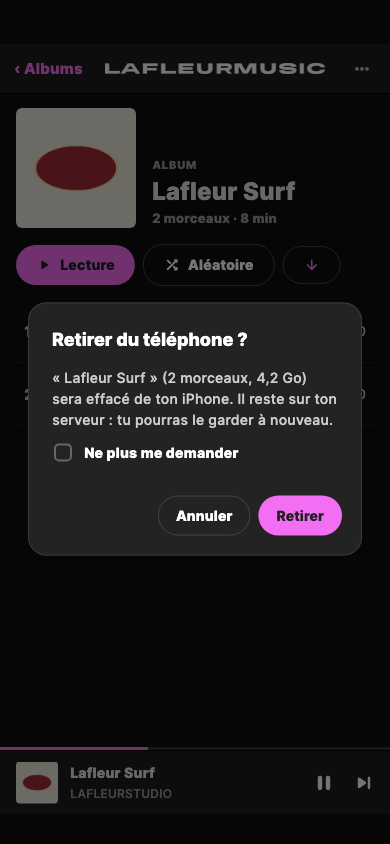 ‹ Albums
LAFLEURMUSIC
ALBUM
Lafleur Surf
2 morceaux · 8 min
Lecture
Aléatoire
Retirer du téléphone ?
« Lafleur Surf » (2 morceaux, 4,2 Go)
sera effacé de ton iPhone. Il reste sur ton
serveur : tu pourras le garder à nouveau.
Ne plus me demander
Annuler
Retirer
Lafleur Surf
LAFLEURSTUDIO